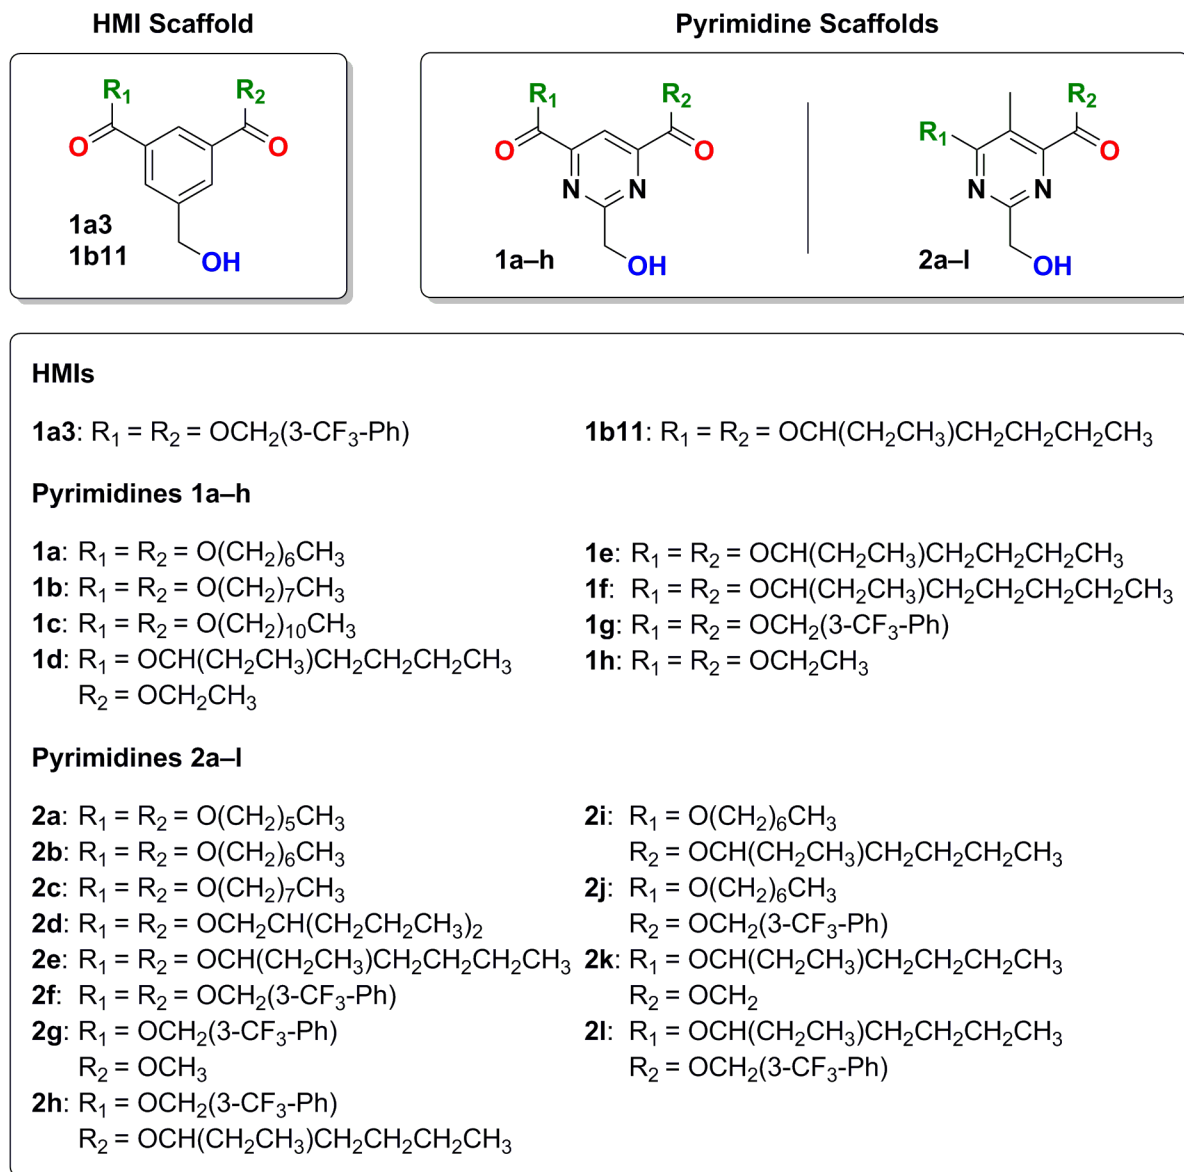 HMI Scaffold
Pyrimidine Scaffolds
R₁ R₂
O O
1a3
1b11
OH
R₁ R₂
O O
N N
1a–h
OH
R₁ R₂
O
N N
2a–l
OH
HMIs
1a3: R₁ = R₂ = OCH₂(3-CF₃-Ph)
1b11: R₁ = R₂ = OCH(CH₂CH₃)CH₂CH₂CH₂CH₃
Pyrimidines 1a–h
1a: R₁ = R₂ = O(CH₂)₆CH₃
1b: R₁ = R₂ = O(CH₂)₇CH₃
1c: R₁ = R₂ = O(CH₂)₁₀CH₃
1d: R₁ = OCH(CH₂CH₃)CH₂CH₂CH₂CH₃
R₂ = OCH₂CH₃
1e: R₁ = R₂ = OCH(CH₂CH₃)CH₂CH₂CH₂CH₃
1f: R₁ = R₂ = OCH(CH₂CH₃)CH₂CH₂CH₂CH₂CH₃
1g: R₁ = R₂ = OCH₂(3-CF₃-Ph)
1h: R₁ = R₂ = OCH₂CH₃
Pyrimidines 2a–l
2a: R₁ = R₂ = O(CH₂)₅CH₃
2b: R₁ = R₂ = O(CH₂)₆CH₃
2c: R₁ = R₂ = O(CH₂)₇CH₃
2d: R₁ = R₂ = OCH₂CH(CH₂CH₂CH₃)₂
2e: R₁ = R₂ = OCH(CH₂CH₃)CH₂CH₂CH₂CH₃
2f: R₁ = R₂ = OCH₂(3-CF₃-Ph)
2g: R₁ = OCH₂(3-CF₃-Ph)
R₂ = OCH₃
2h: R₁ = OCH₂(3-CF₃-Ph)
R₂ = OCH(CH₂CH₃)CH₂CH₂CH₂CH₃
2i: R₁ = O(CH₂)₆CH₃
R₂ = OCH(CH₂CH₃)CH₂CH₂CH₂CH₃
2j: R₁ = O(CH₂)₆CH₃
R₂ = OCH₂(3-CF₃-Ph)
2k: R₁ = OCH(CH₂CH₃)CH₂CH₂CH₂CH₃
R₂ = OCH₂
2l: R₁ = OCH(CH₂CH₃)CH₂CH₂CH₂CH₃
R₂ = OCH₂(3-CF₃-Ph)